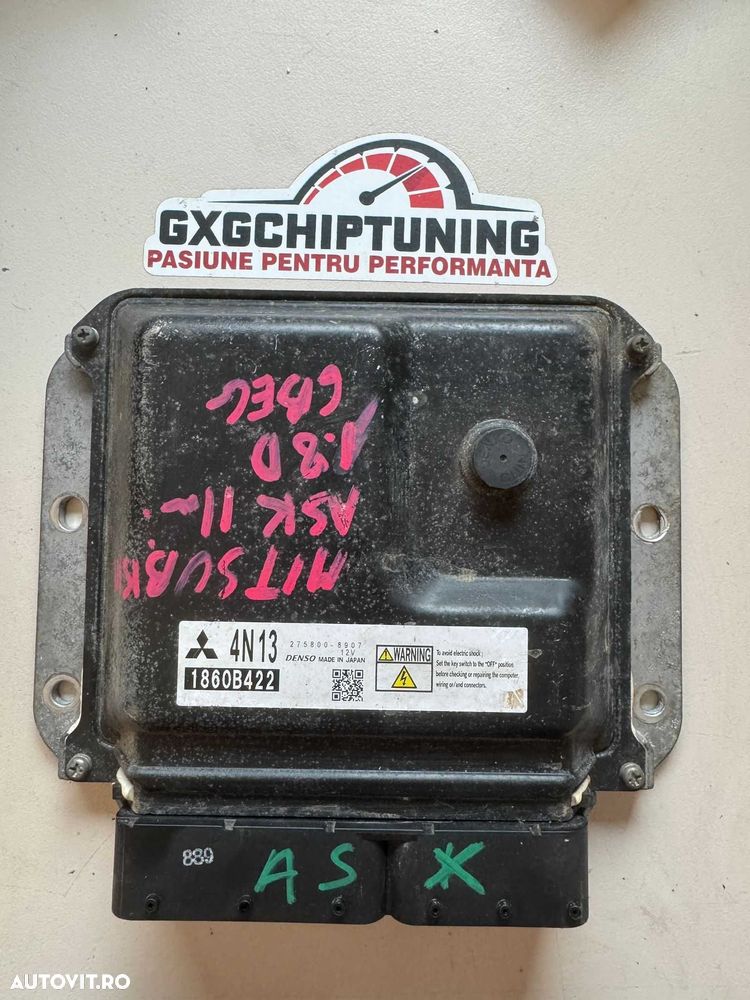 GXGCHIPTUNING
PASIUNE PENTRU PERFORMANTA
MITSUBK
ASK 11~
1.8D
6BEG
4N13
275800-8907
12V
DENSO MADE IN JAPAN
1860B422
WARNING
To avoid electric shock;
Set the key switch to the "OFF" position
before checking or repairing the computer,
wiring or/and connectors.
889
AS
AUTOVIT.RO